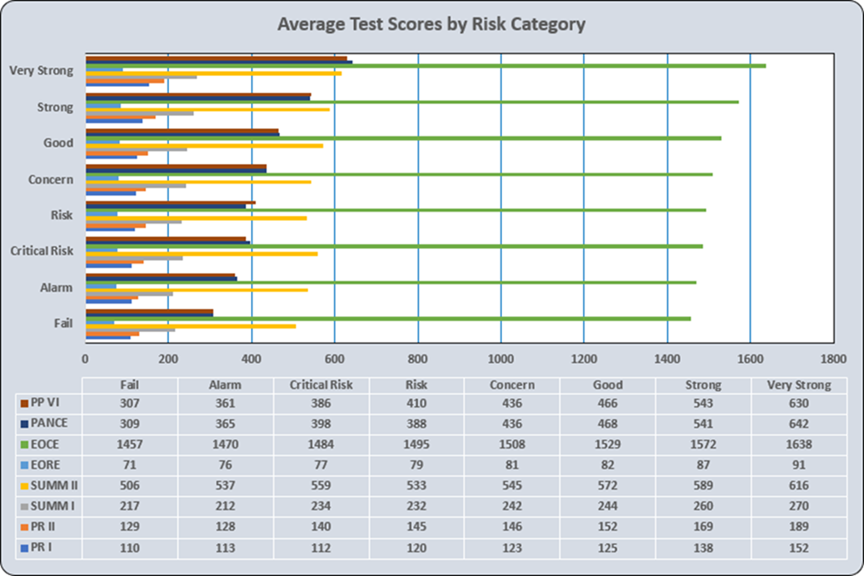 Average Test Scores by Risk Category
Very Strong
Strong
Good
Concern
Risk
Critical Risk
Alarm
Fail
0 200 400 600 800 1000 1200 1400 1600 1800
Fail Alarm Critical Risk Risk Concern Good Strong Very Strong
PP VI 307 361 386 410 436 466 543 630
PANCE 309 365 398 388 436 468 541 642
EOCE 1457 1470 1484 1495 1508 1529 1572 1638
EORE 71 76 77 79 81 82 87 91
SUMM II 506 537 559 533 545 572 589 616
SUMM I 217 212 234 232 242 244 260 270
PR II 129 128 140 145 146 152 169 189
PR I 110 113 112 120 123 125 138 152